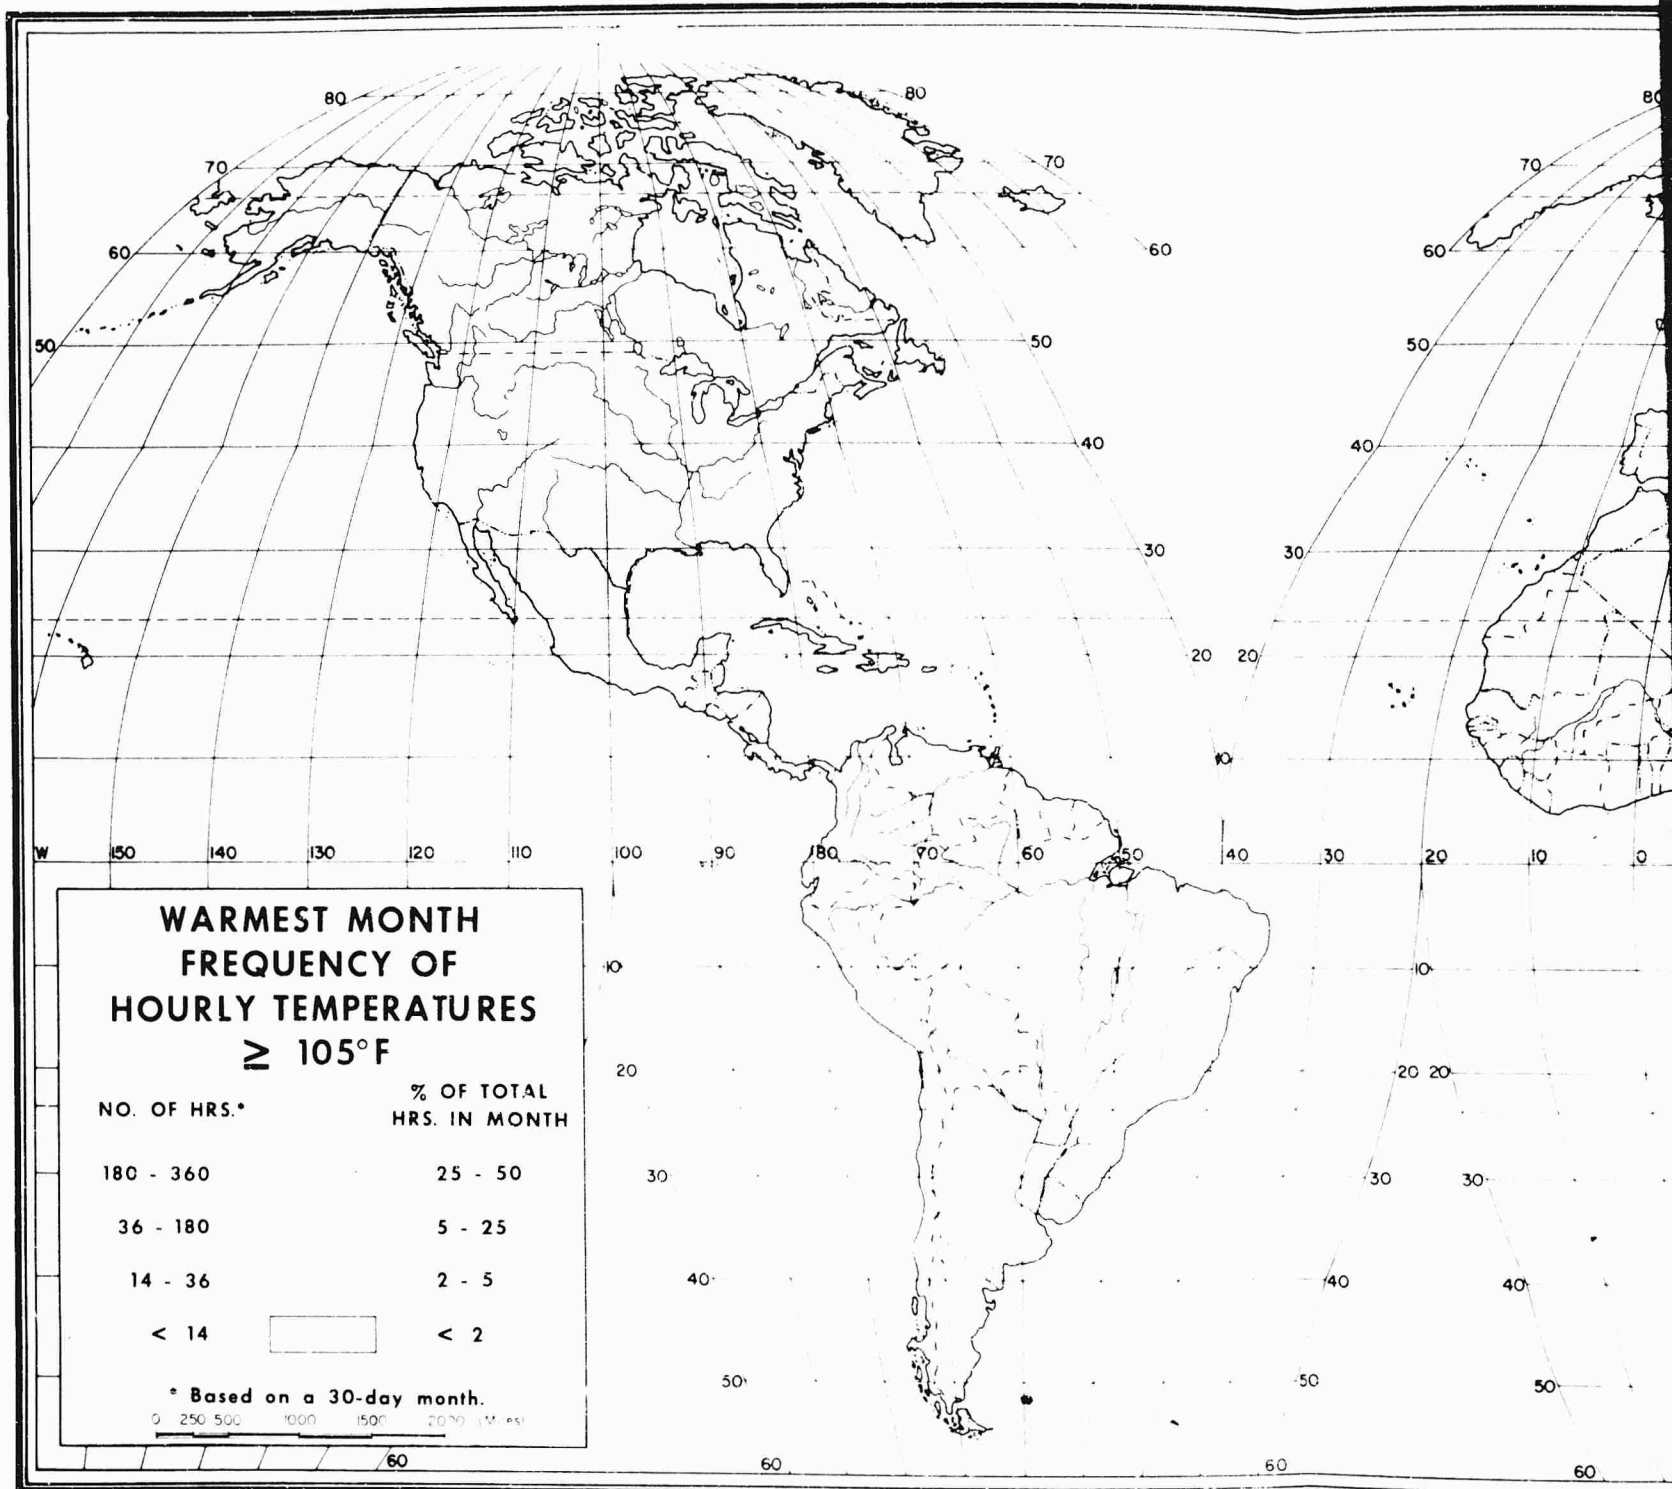 80 80 80
70 70 70
60 60 60
50 50 50
40 40 40
30 30
20 20
10
W 150 140 130 120 110 100 90 80 70 60 50 40 30 20 10 0
WARMEST MONTH
FREQUENCY OF
HOURLY TEMPERATURES
≧ 105°F
NO. OF HRS.*
% OF TOTAL
HRS. IN MONTH
180 - 360 25 - 50
36 - 180 5 - 25
14 - 36 2 - 5
< 14 < 2
* Based on a 30-day month.
0 250 500 1000 1500 2000
10 10 10
20 20 20
30 30 30
40 40 40
50 50 50
60 60 60 60